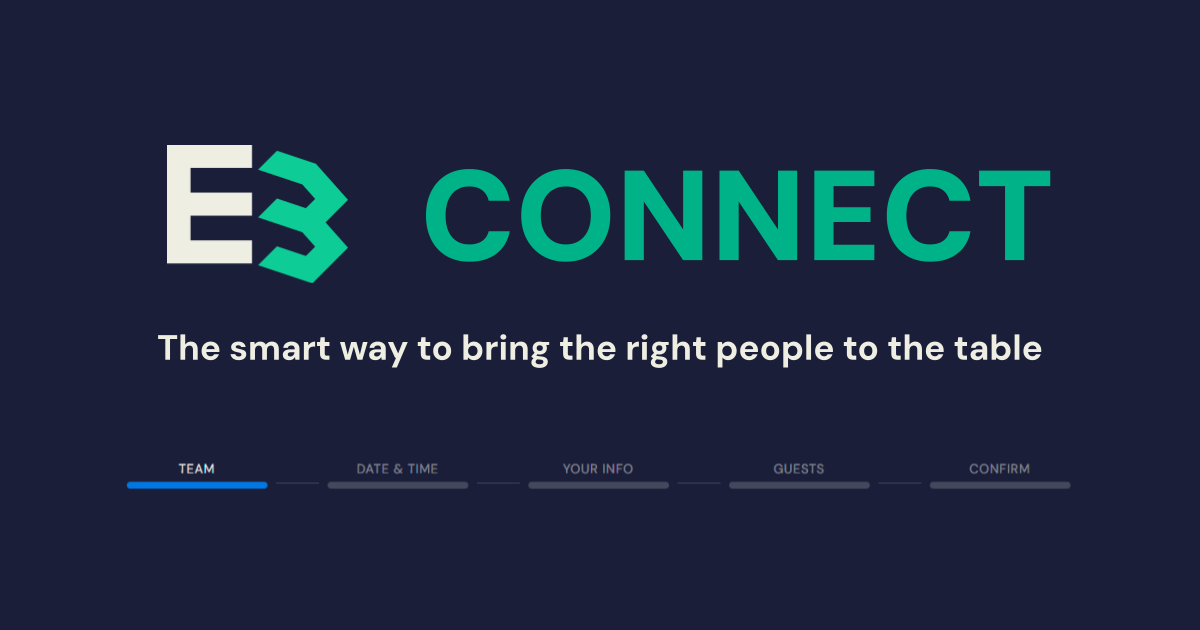 E3 CONNECT
The smart way to bring the right people to the table
TEAM DATE & TIME YOUR INFO GUESTS CONFIRM